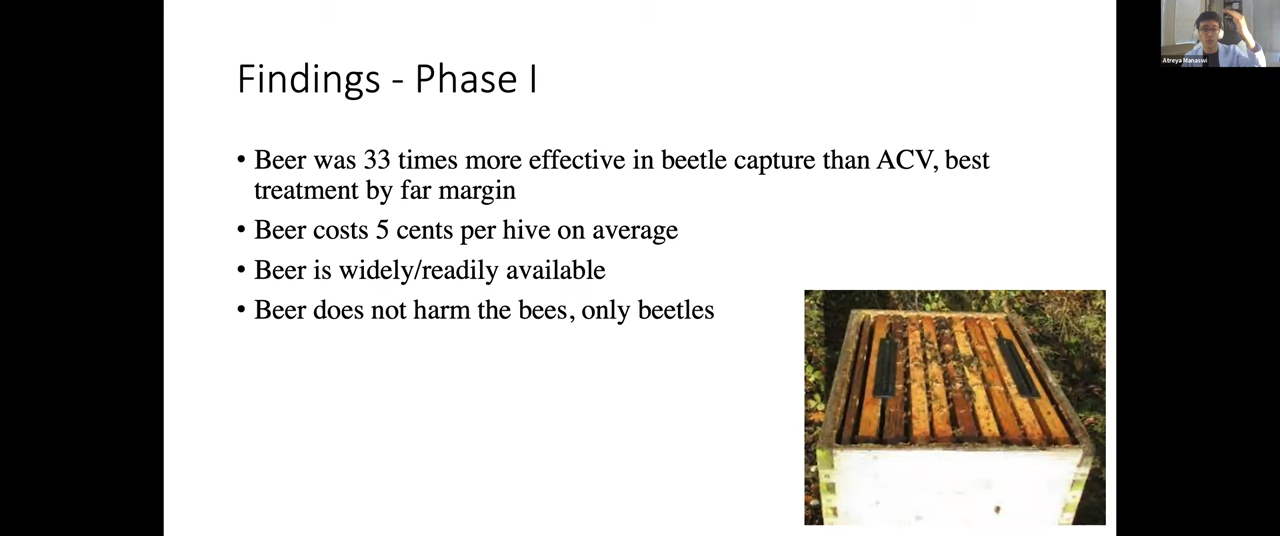 Findings - Phase I
• Beer was 33 times more effective in beetle capture than ACV, best
treatment by far margin
• Beer costs 5 cents per hive on average
• Beer is widely/readily available
• Beer does not harm the bees, only beetles
Atreya Manaswi